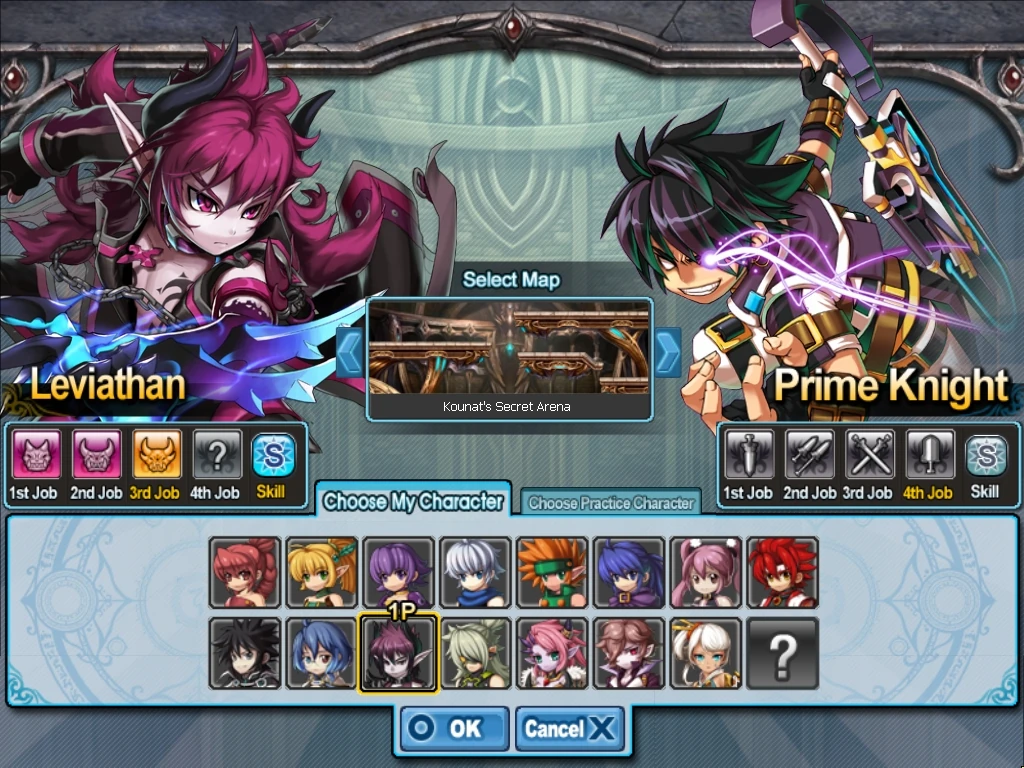 Select Map
Kounat's Secret Arena
Leviathan
Prime Knight
1st Job 2nd Job 3rd Job 4th Job Skill
? S
1st Job 2nd Job 3rd Job 4th Job Skill
S
Choose My Character
Choose Practice Character
1P
?
OK
Cancel X